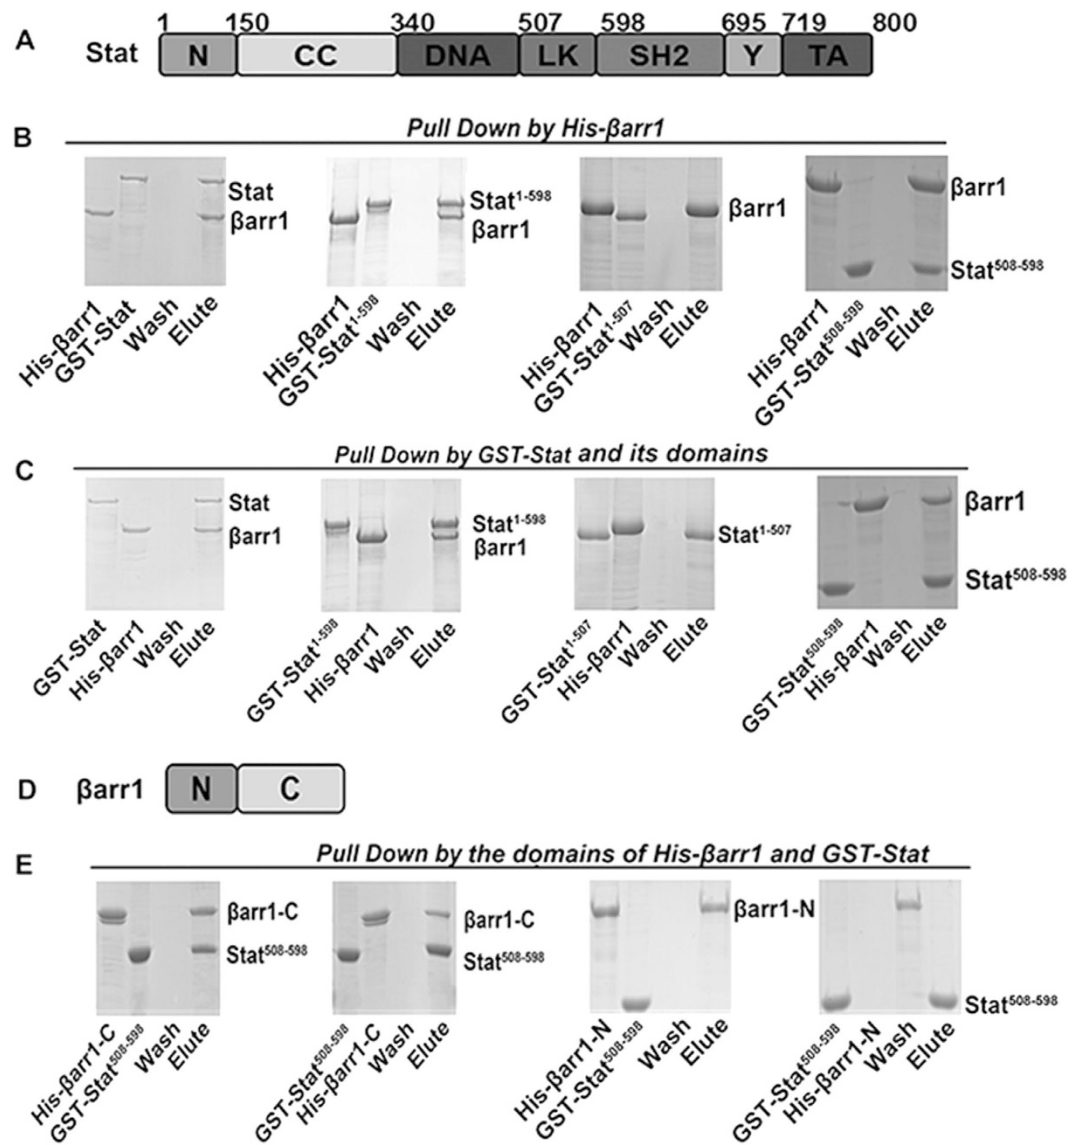 A
1 150 340 507 598 695 719 800
Stat N CC DNA LK SH2 Y TA
B
Pull Down by His-βarr1
Stat
βarr1
His-βarr1 GST-Stat Wash Elute
Stat1-598
βarr1
His-βarr1 GST-Stat1-598 Wash Elute
βarr1
His-βarr1 GST-Stat1-507 Wash Elute
βarr1
Stat508-598
His-βarr1 GST-Stat508-598 Wash Elute
C
Pull Down by GST-Stat and its domains
Stat
βarr1
GST-Stat His-βarr1 Wash Elute
Stat1-598
βarr1
GST-Stat1-598 His-βarr1 Wash Elute
Stat1-507
GST-Stat1-507 His-βarr1 Wash Elute
βarr1
Stat508-598
GST-Stat508-598 His-βarr1 Wash Elute
D
βarr1 N C
E
Pull Down by the domains of His-βarr1 and GST-Stat
βarr1-C
Stat508-598
His-βarr1-C GST-Stat508-598 Wash Elute
βarr1-C
Stat508-598
GST-Stat508-598 His-βarr1-C Wash Elute
βarr1-N
His-βarr1-N GST-Stat508-598 Wash Elute
Stat508-598
GST-Stat508-598 His-βarr1-N Wash Elute